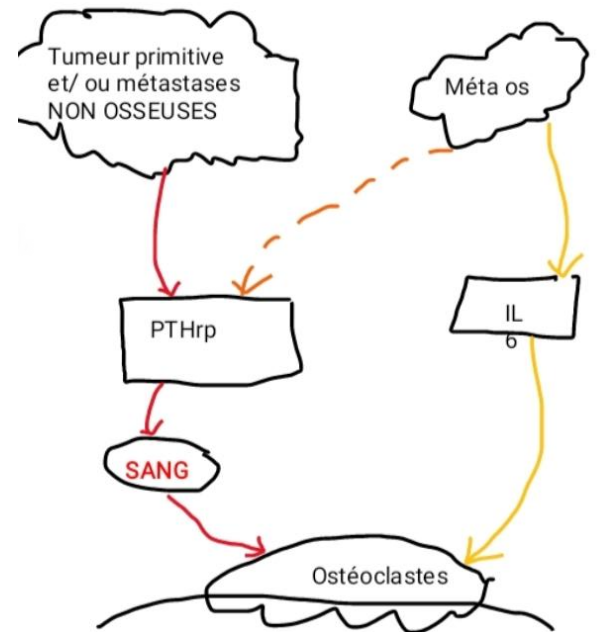 Tumeur primitive
et/ ou métastases
NON OSSEUSES
Méta os
PTHrp
IL
6
SANG
Ostéoclastes